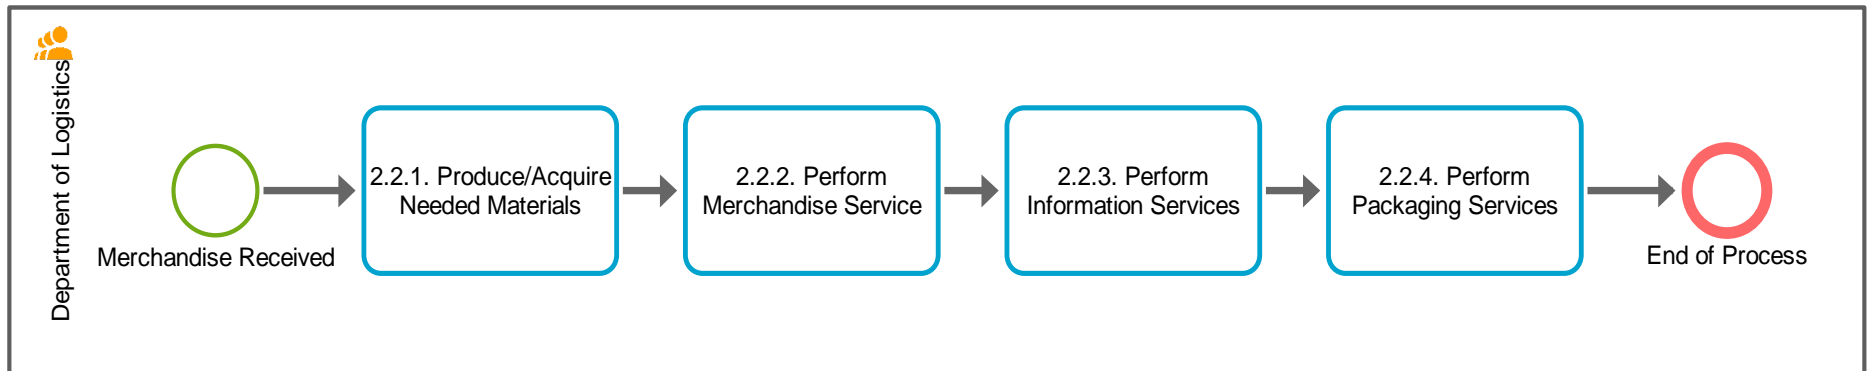 Department of Logistics
Merchandise Received
2.2.1. Produce/Acquire
Needed Materials
2.2.2. Perform
Merchandise Service
2.2.3. Perform
Information Services
2.2.4. Perform
Packaging Services
End of Process